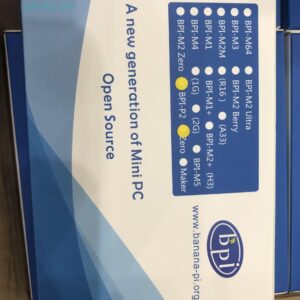 bpi
www.banana-pi.org
BPI-M64 BPI-M2 Ultra
BPI-M3 BPI-M2 Berry
BPI-M2M (R16) (A33)
BPI-M1 BPI-M1+ BPI-M2+ (H3)
BPI-M4 (1G) (2G) BPI-M5
BPI-M2 Zero BPI-P2 Zero Maker
A new generation of Mini PC
Open Source